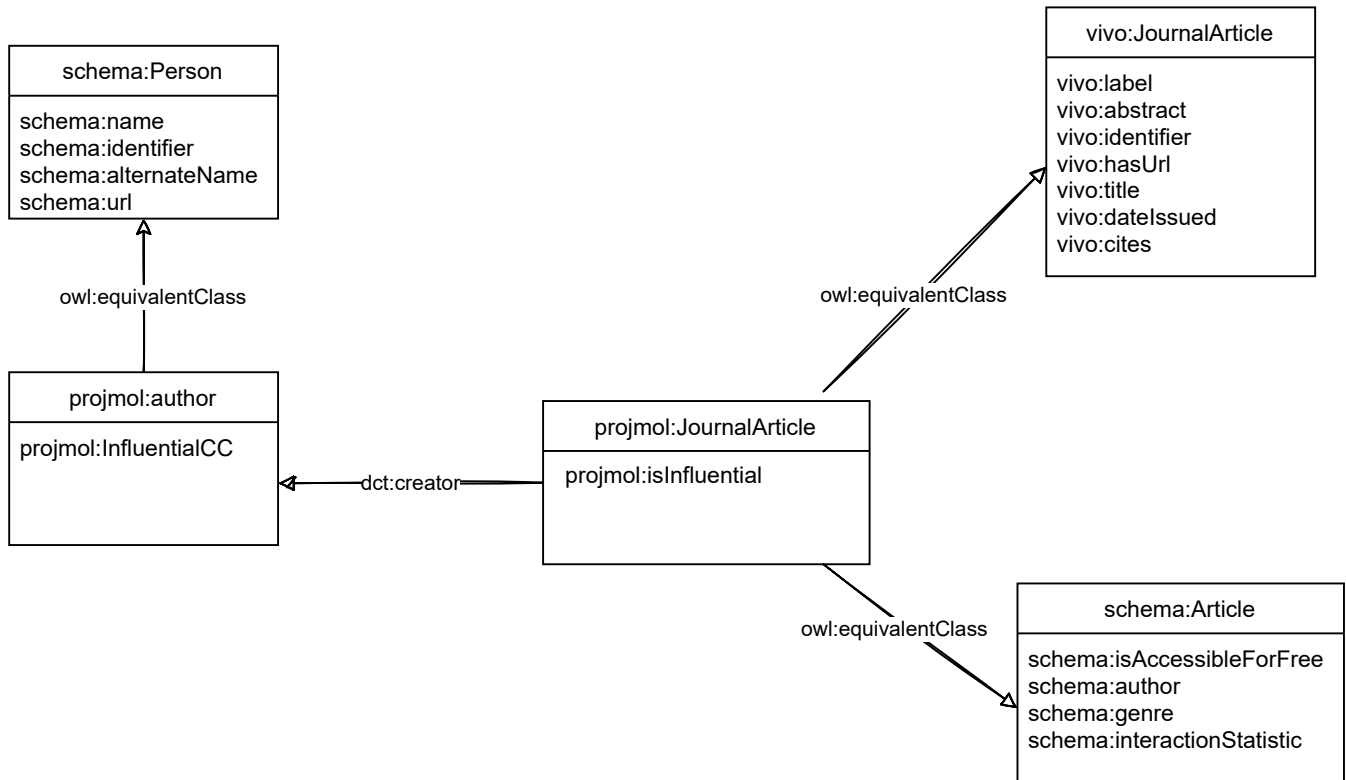 vivo:JournalArticle
vivo:label
vivo:abstract
vivo:identifier
vivo:hasUrl
vivo:title
vivo:dateIssued
vivo:cites
schema:Person
schema:name
schema:identifier
schema:alternateName
schema:url
owl:equivalentClass
owl:equivalentClass
projmol:author
projmol:InfluentialCC
dct:creator
projmol:JournalArticle
projmol:isInfluential
owl:equivalentClass
schema:Article
schema:isAccessibleForFree
schema:author
schema:genre
schema:interactionStatistic